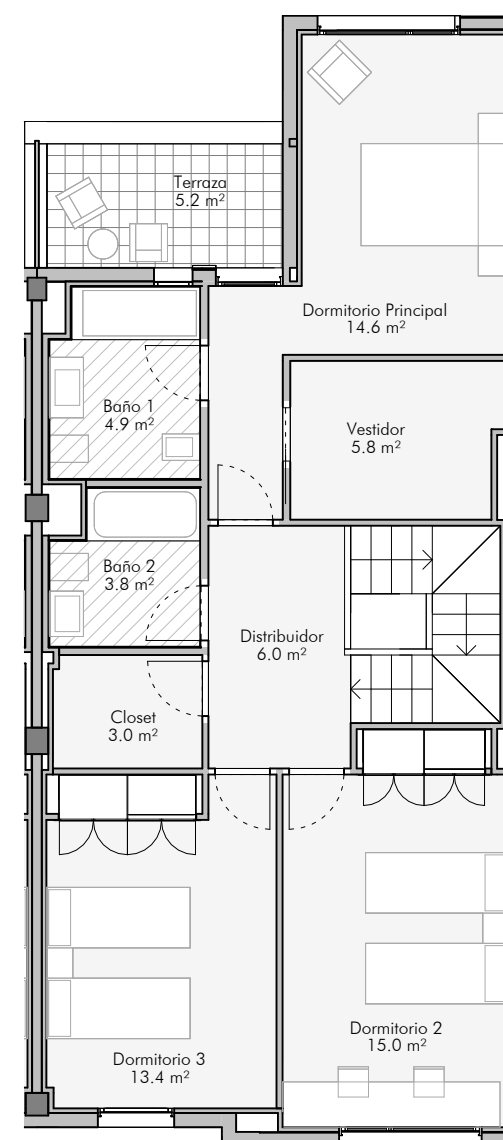 Terraza
5.2 m²
Dormitorio Principal
14.6 m²
Baño 1
4.9 m²
Vestidor
5.8 m²
Baño 2
3.8 m²
Distribuidor
6.0 m²
Closet
3.0 m²
Dormitorio 2
15.0 m²
Dormitorio 3
13.4 m²